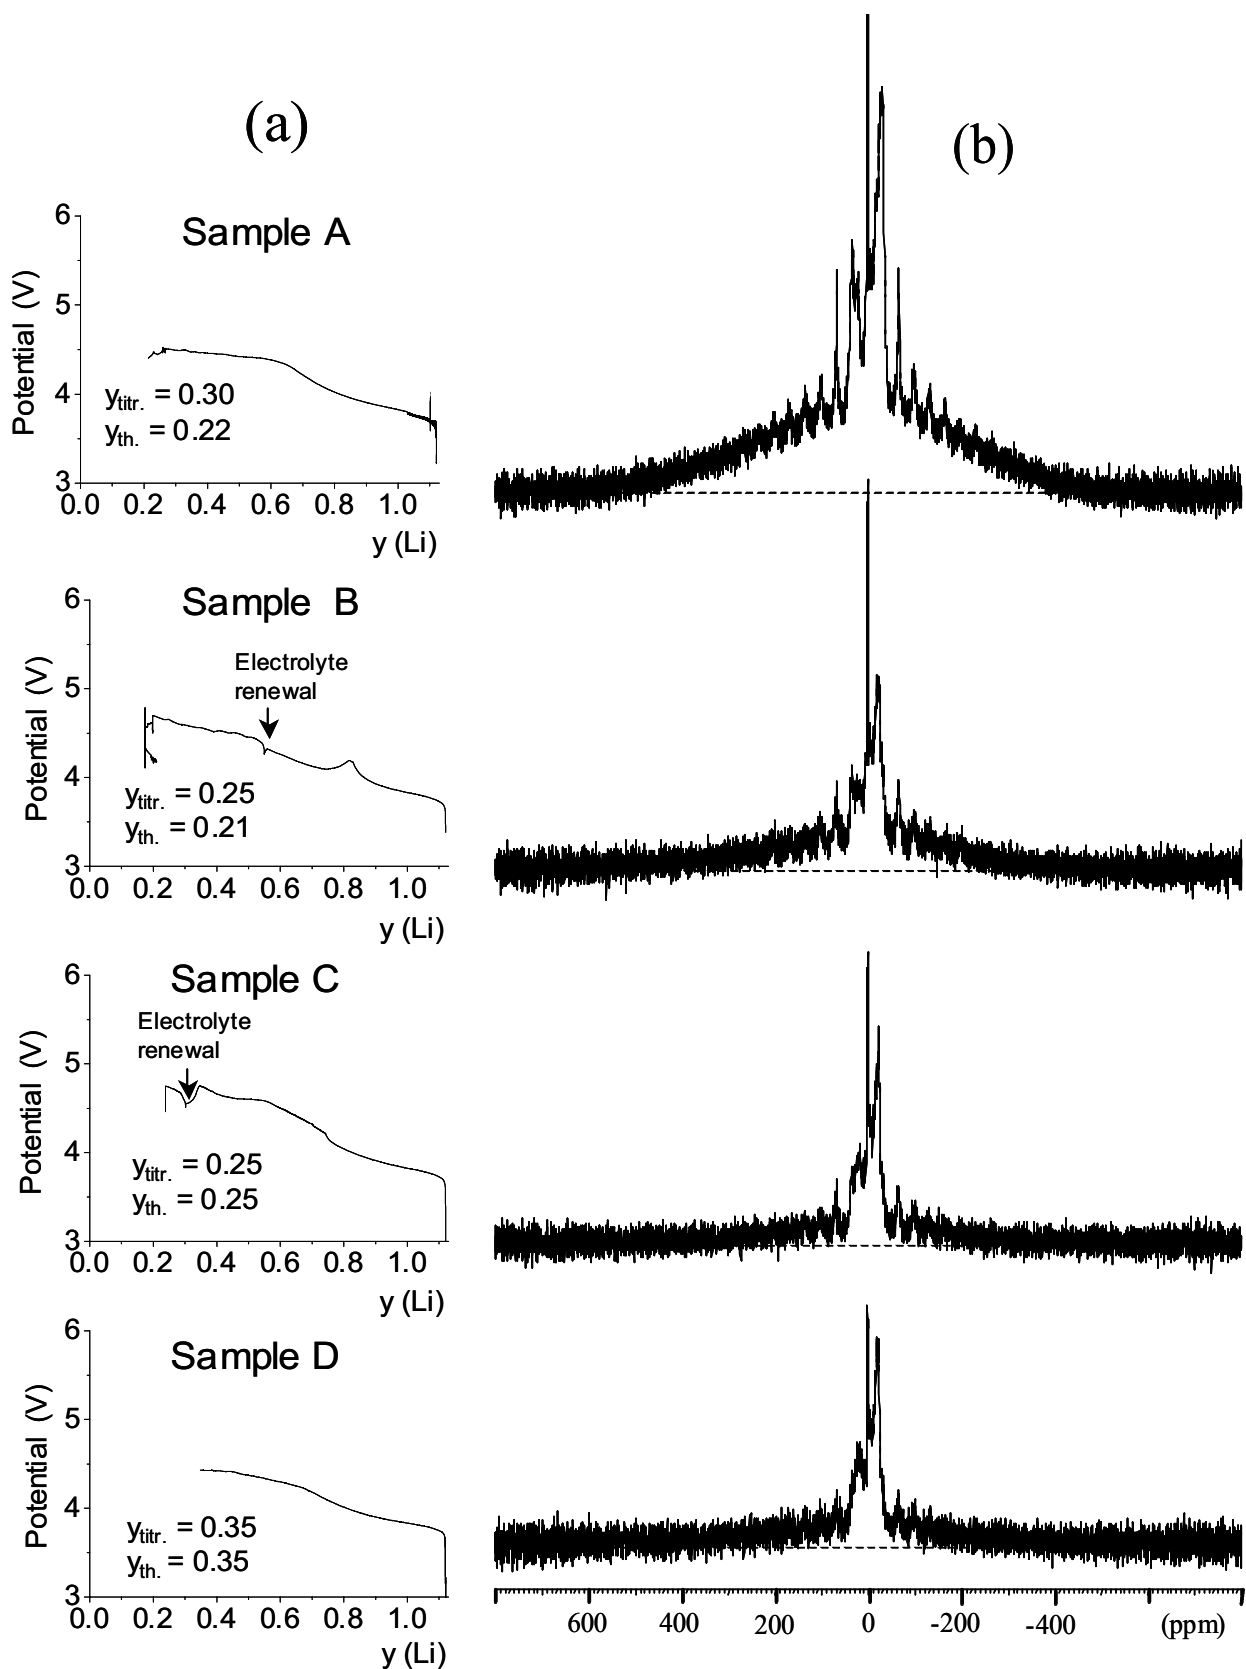 (a)
(b)
Sample A
Potential (V)
6
5
4
3
y_titr. = 0.30
y_th. = 0.22
0.0 0.2 0.4 0.6 0.8 1.0
y (Li)
Sample B
Electrolyte
renewal
Potential (V)
6
5
4
3
y_titr. = 0.25
y_th. = 0.21
0.0 0.2 0.4 0.6 0.8 1.0
y (Li)
Sample C
Electrolyte
renewal
Potential (V)
6
5
4
3
y_titr. = 0.25
y_th. = 0.25
0.0 0.2 0.4 0.6 0.8 1.0
y (Li)
Sample D
Potential (V)
6
5
4
3
y_titr. = 0.35
y_th. = 0.35
0.0 0.2 0.4 0.6 0.8 1.0
y (Li)
600 400 200 0 -200 -400 (ppm)